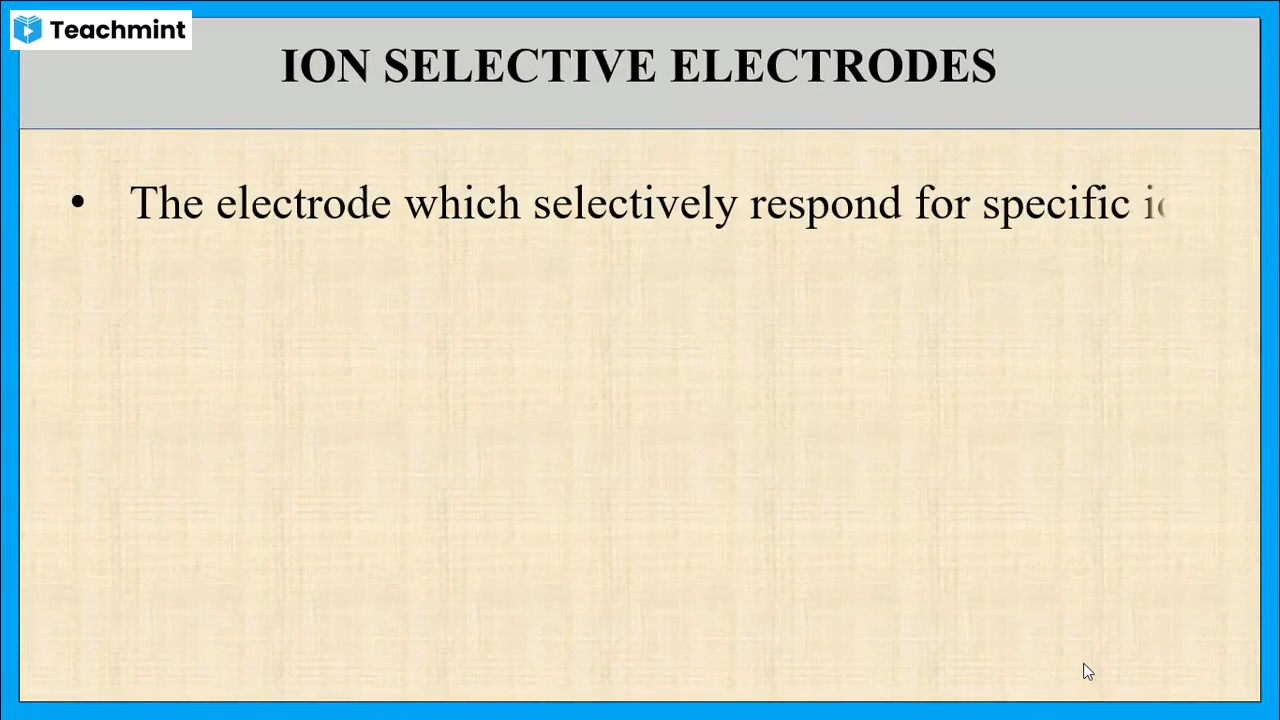 Teachmint
ION SELECTIVE ELECTRODES
• The electrode which selectively respond for specific